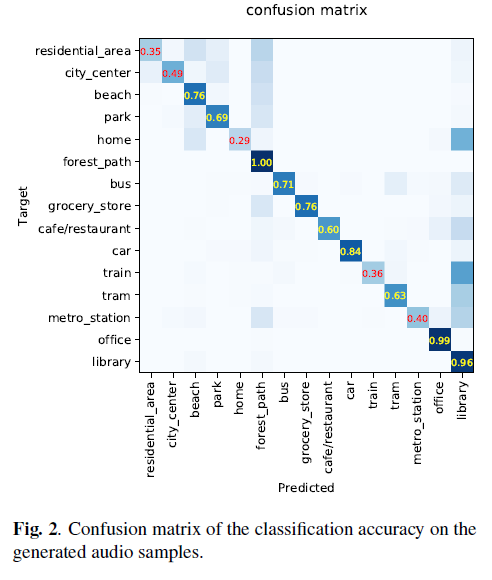 confusion matrix
residential_area 0.35
city_center 0.49
beach 0.76
park 0.69
home 0.29
forest_path 1.00
bus 0.71
grocery_store 0.76
cafe/restaurant 0.60
car 0.84
train 0.36
tram 0.63
metro_station 0.40
office 0.99
library 0.96
Target
residential_area
city_center
beach
park
home
forest_path
bus
grocery_store
cafe/restaurant
car
train
tram
metro_station
office
library
Predicted
Fig. 2. Confusion matrix of the classification accuracy on the
generated audio samples.